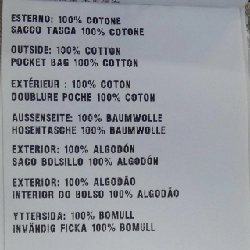 ESTERNO: 100% COTONE
SACCO TASCA 100% COTONE
OUTSIDE: 100% COTTON
POCKET BAG 100% COTTON
EXTÉRIEUR : 100% COTON
DOUBLURE POCHE 100% COTON
AUSSENSEITE: 100% BAUMWOLLE
HOSENTASCHE 100% BAUMWOLLE
EXTERIOR: 100% ALGODÓN
SACO BOLSILLO 100% ALGODÓN
EXTERIOR: 100% ALGODÃO
INTERIOR DO BOLSO 100% ALGODÃO
YTTERSIDA: 100% BOMULL
INVÄNDIG FICKA 100% BOMULL